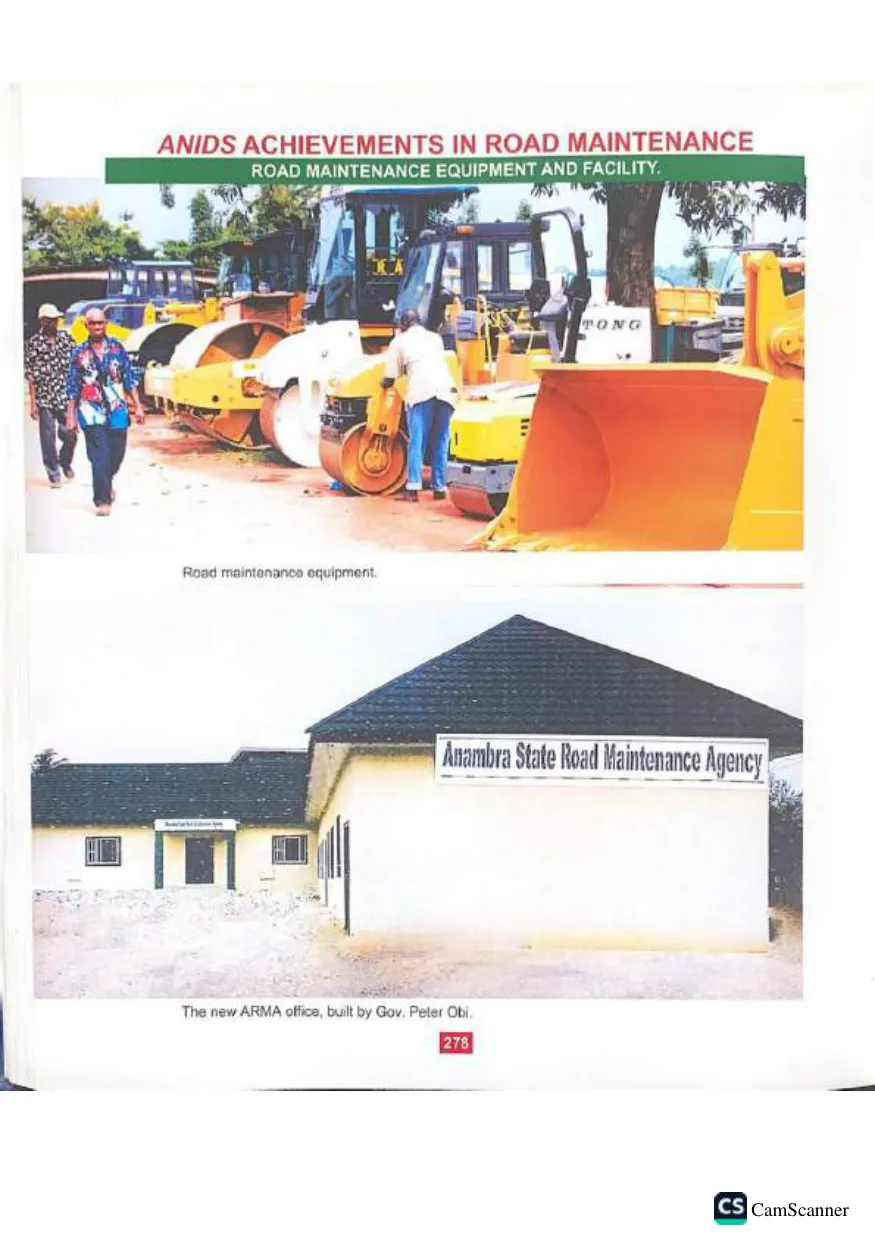 ANIDS ACHIEVEMENTS IN ROAD MAINTENANCE
ROAD MAINTENANCE EQUIPMENT AND FACILITY.
TONG
Road maintenance equipment.
Anambra State Road Maintenance Agency
The new ARMA office, built by Gov. Peter Obi.
278
CS CamScanner